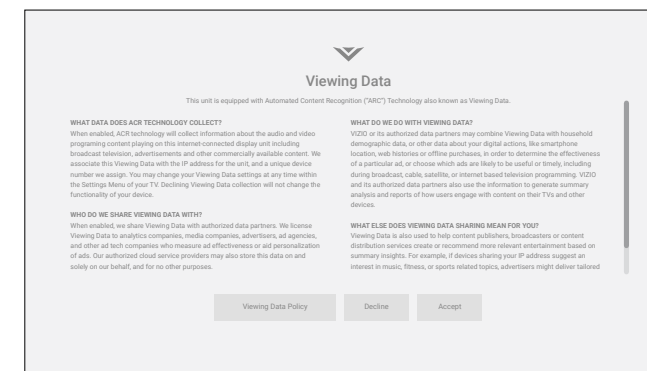 Viewing Data
This unit is equipped with Automated Content Recognition ("ARC") Technology also known as Viewing Data.
WHAT DATA DOES ACR TECHNOLOGY COLLECT?
When enabled, ACR technology will collect information about the audio and video
programing content playing on this internet-connected display unit including
broadcast television, advertisements and other commercially available content. We
associate this Viewing Data with the IP address for the unit, and a unique device
number we assign. You may change your Viewing Data settings at any time within
the Settings Menu of your TV. Declining Viewing Data collection will not change the
functionality of your device.
WHO DO WE SHARE VIEWING DATA WITH?
When enabled, we share Viewing Data with authorized data partners. We license
Viewing Data to analytics companies, media companies, advertisers, ad agencies,
and other ad tech companies who measure ad effectiveness or aid personalization
of ads. Our authorized cloud service providers may also store this data on and
solely on our behalf, and for no other purposes.
WHAT DO WE DO WITH VIEWING DATA?
VIZIO or its authorized data partners may combine Viewing Data with household
demographic data, or other data about your digital actions, like smartphone
location, web histories or offline purchases, in order to determine the effectiveness
of a particular ad, or choose which ads are likely to be useful or timely, including
during broadcast, cable, satellite, or internet based television programming. VIZIO
and its authorized data partners also use the information to generate summary
analysis and reports of how users engage with content on their TVs and other
devices.
WHAT ELSE DOES VIEWING DATA SHARING MEAN FOR YOU?
Viewing Data is also used to help content publishers, broadcasters or content
distribution services create or recommend more relevant entertainment based on
summary insights. For example, if devices sharing your IP address suggest an
interest in music, fitness, or sports related topics, advertisers might deliver tailored
Viewing Data Policy
Decline
Accept